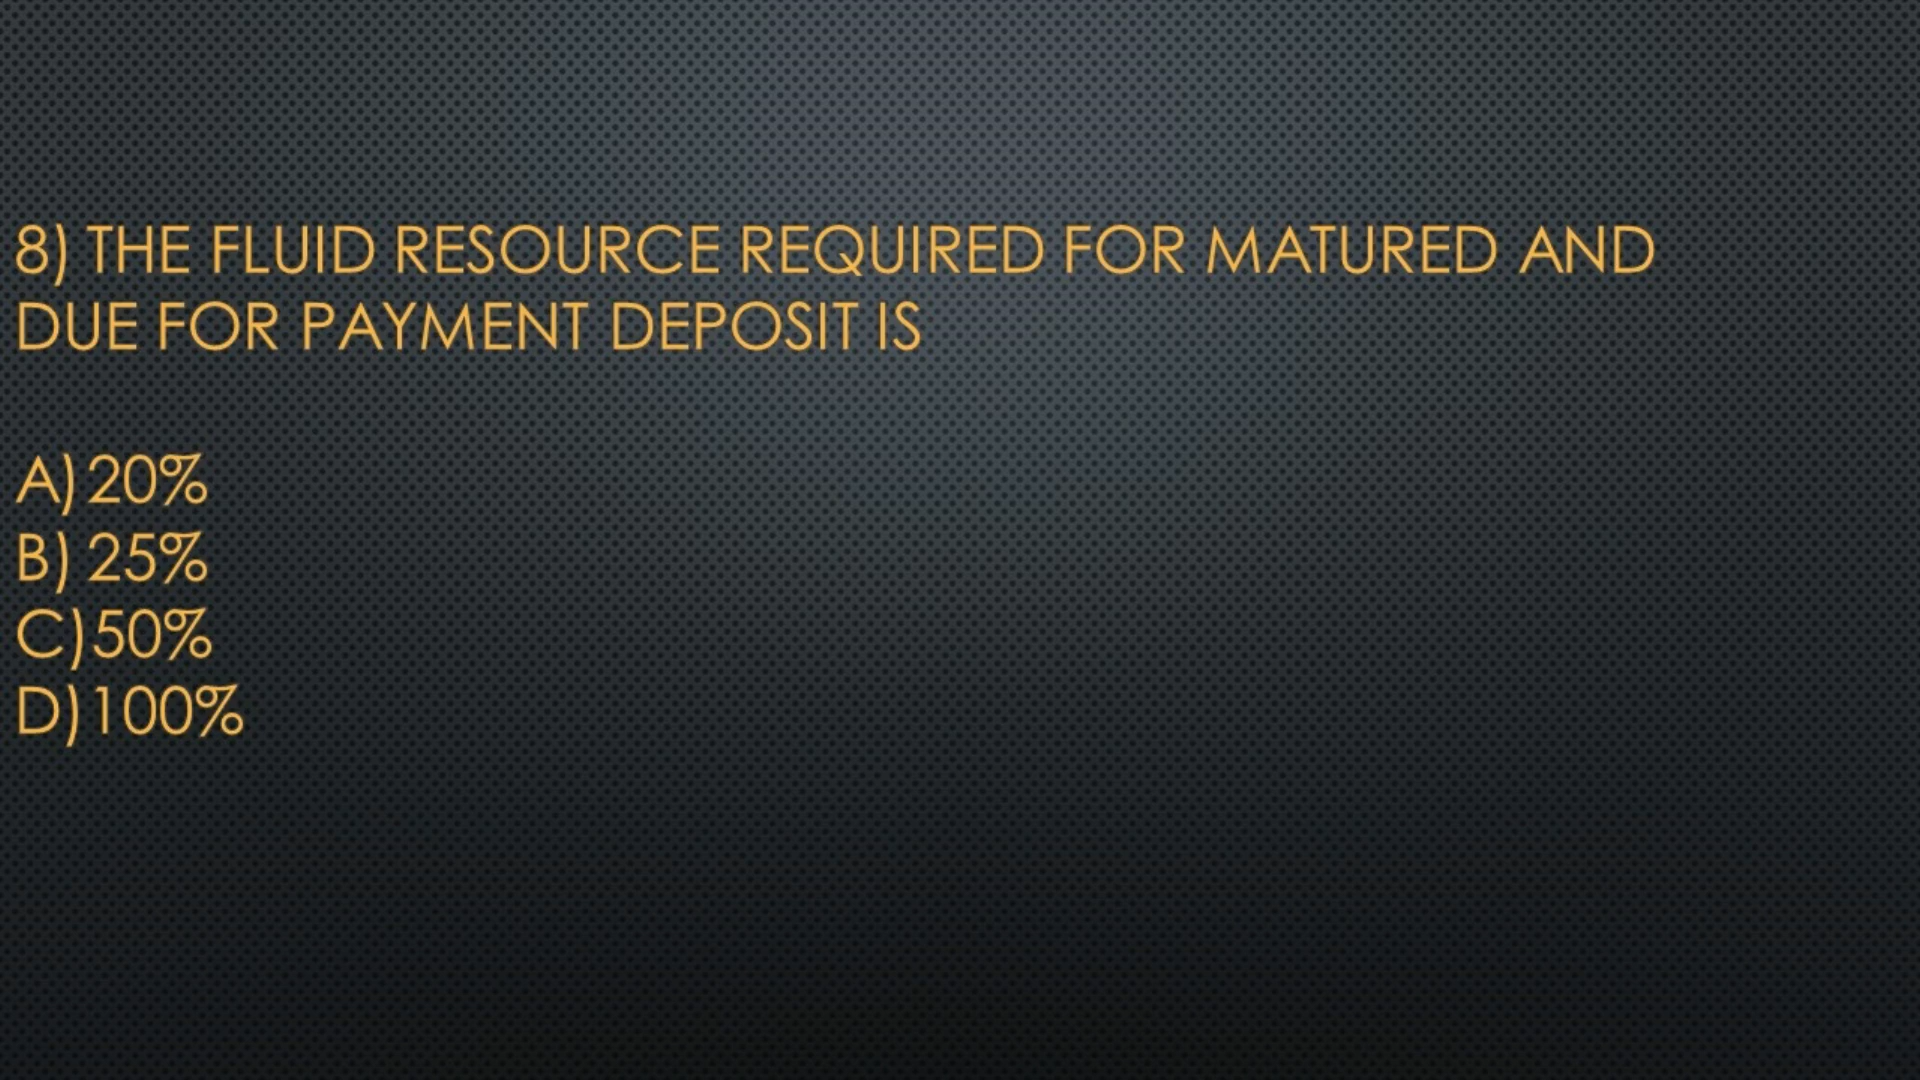 8) THE FLUID RESOURCE REQUIRED FOR MATURED AND
DUE FOR PAYMENT DEPOSIT IS
A) 20%
B) 25%
C) 50%
D) 100%